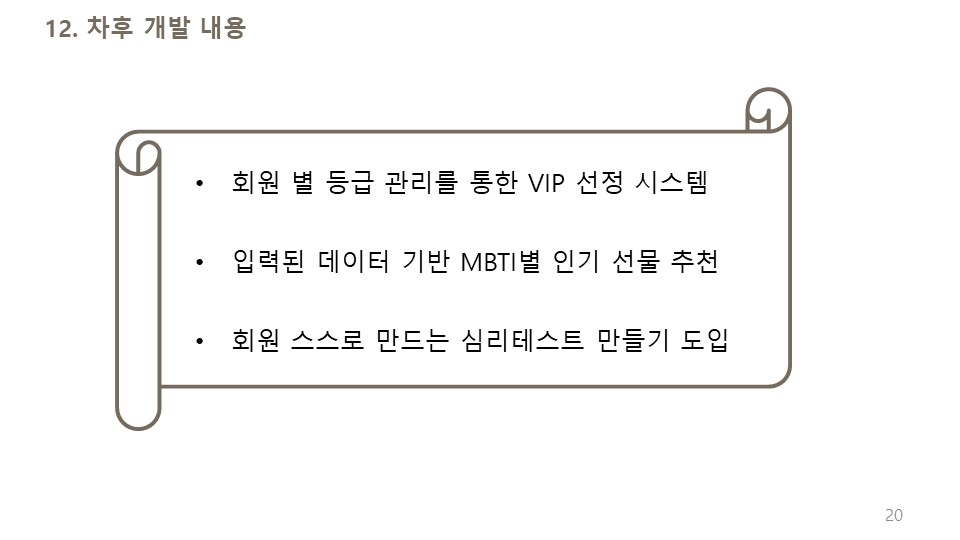 12. 차후 개발 내용
• 회원 별 등급 관리를 통한 VIP 선정 시스템
• 입력된 데이터 기반 MBTI별 인기 선물 추천
• 회원 스스로 만드는 심리테스트 만들기 도입
20